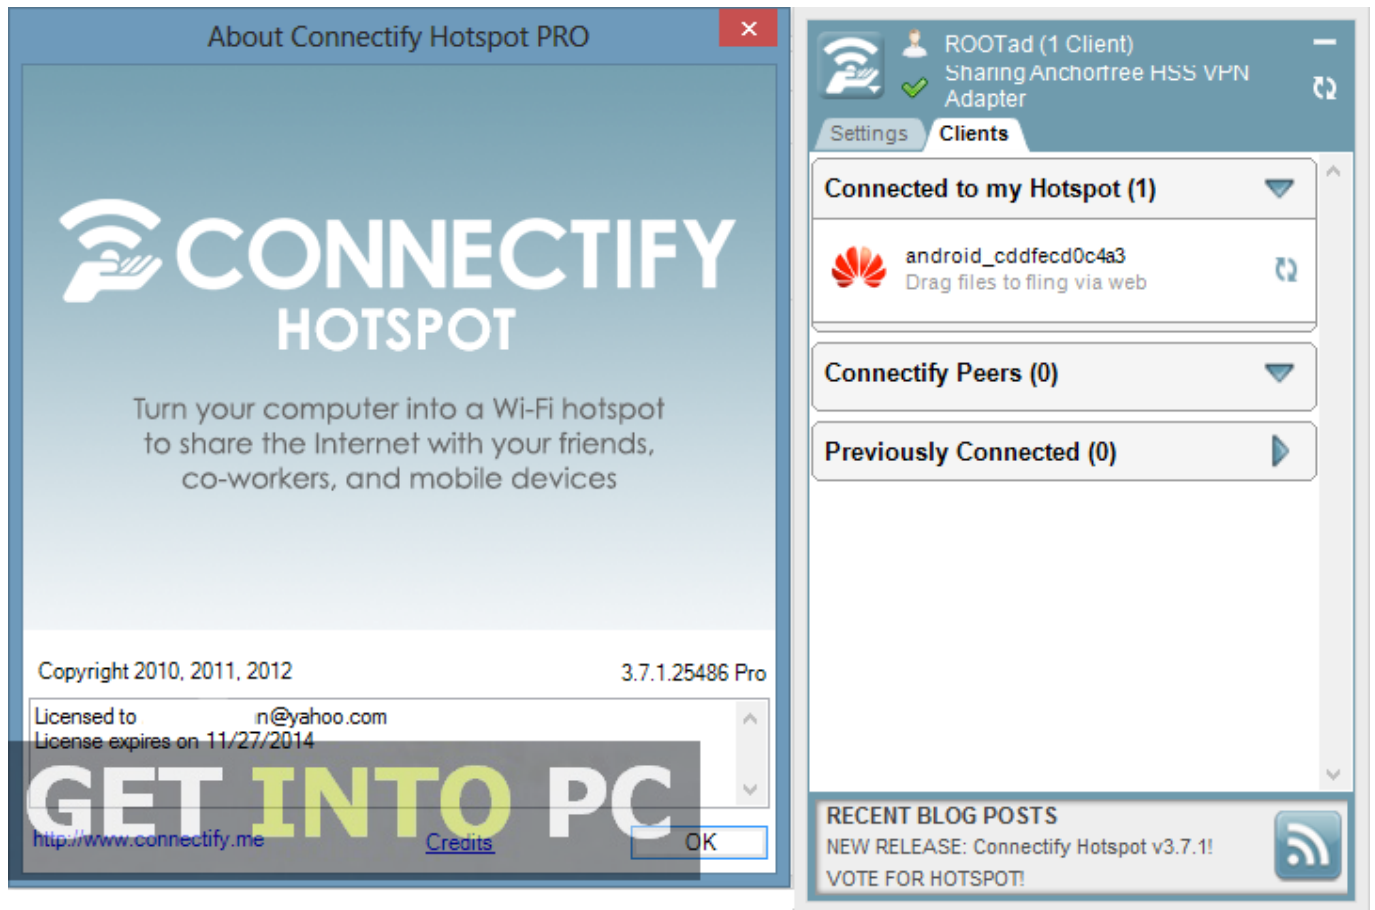 About Connectify Hotspot PRO
CONNECTIFY
HOTSPOT
Turn your computer into a Wi-Fi hotspot
to share the Internet with your friends,
co-workers, and mobile devices
Copyright 2010, 2011, 2012
3.7.1.25486 Pro
Licensed to n@yahoo.com
License expires on 11/27/2014
GET INTO PC
http://www.connectify.me
Credits
OK
ROOTad (1 Client)
Sharing Anchorfree HSS VPN
Adapter
Settings
Clients
Connected to my Hotspot (1)
android_cddfecd0c4a3
Drag files to fling via web
Connectify Peers (0)
Previously Connected (0)
RECENT BLOG POSTS
NEW RELEASE: Connectify Hotspot v3.7.1!
VOTE FOR HOTSPOT!